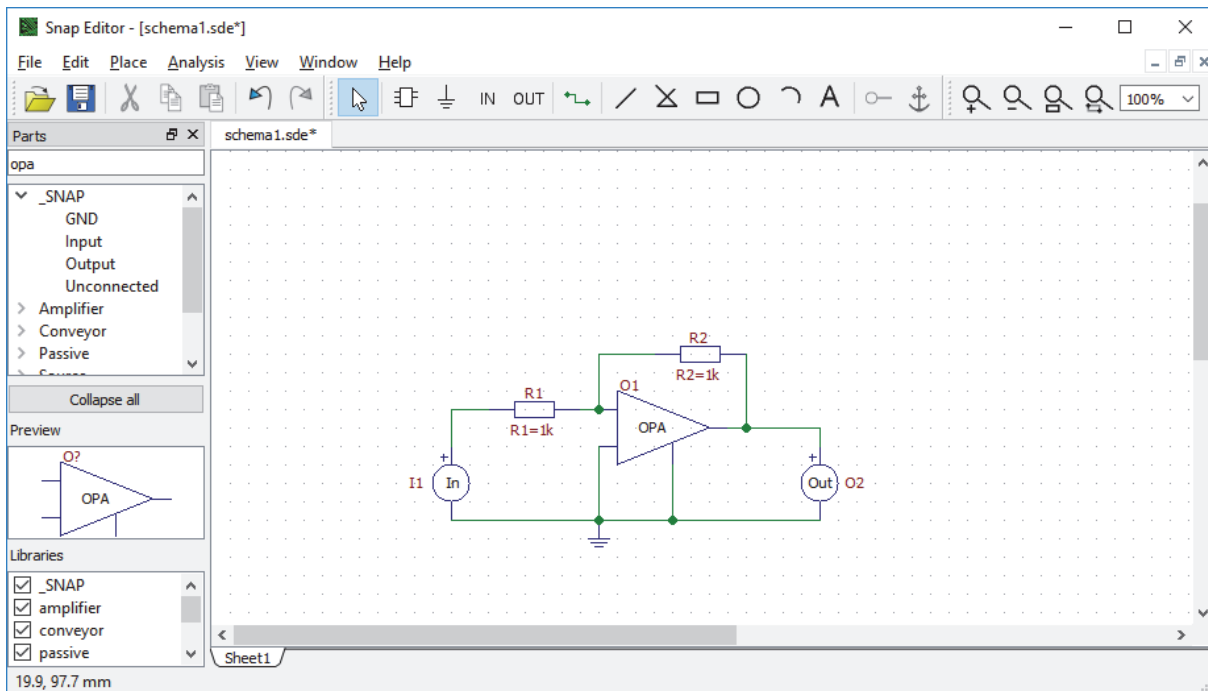 Snap Editor - [schema1.sde*]
File Edit Place Analysis View Window Help
IN OUT A 100%
Parts
schema1.sde*
opa
_SNAP
GND
Input
Output
Unconnected
Amplifier
Conveyor
Passive
Collapse all
Preview
O?
OPA
Libraries
_SNAP
amplifier
conveyor
passive
R2
R2=1k
R1
R1=1k
O1
OPA
+
I1
In
+
Out
O2
Sheet1
19.9, 97.7 mm